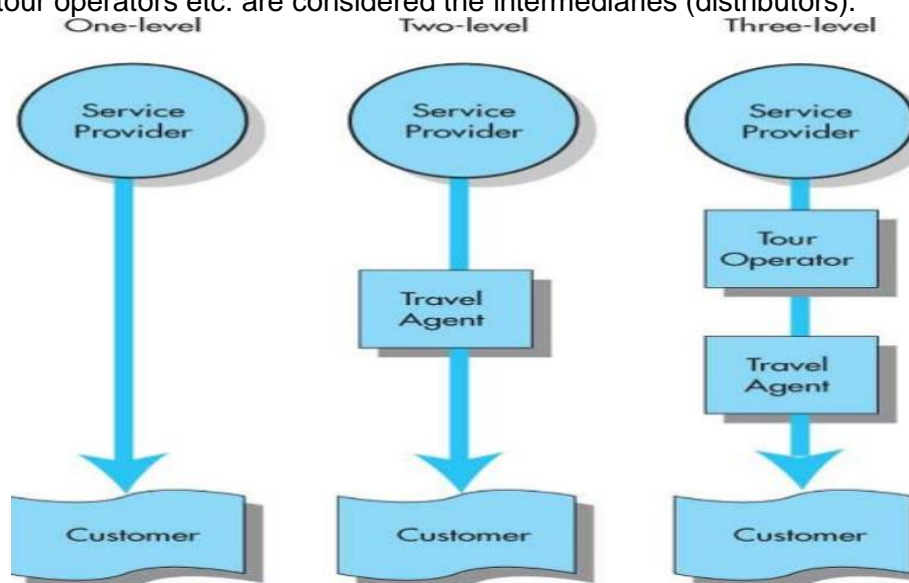 tour operators etc. are considered the intermediaries (distributors).
One-level
Two-level
Three-level
Service
Provider
Service
Provider
Service
Provider
Tour
Operator
Travel
Agent
Travel
Agent
Customer
Customer
Customer